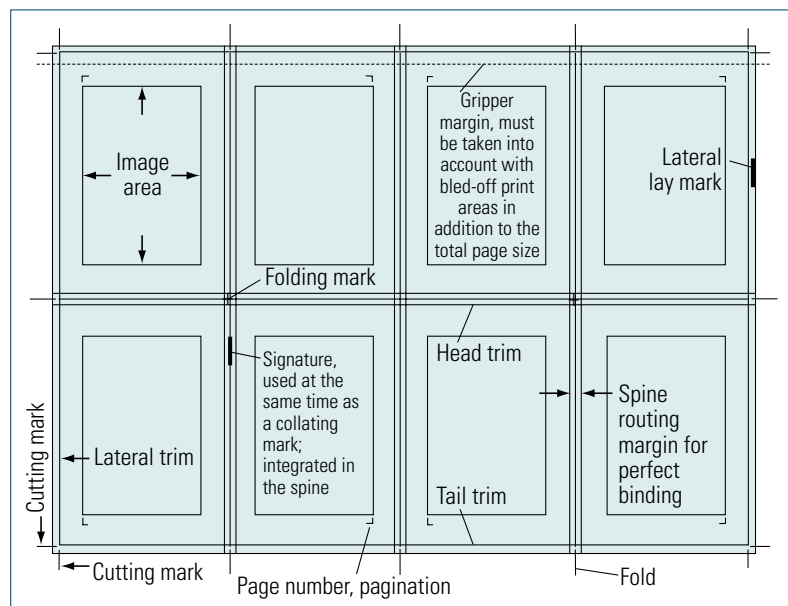 Image
area
Gripper
margin, must
be taken into
account with
bled-off print
areas in
addition to the
total page size
Lateral
lay mark
Folding mark
Head trim
Signature,
used at the
same time as
a collating
mark;
integrated in
the spine
Spine
routing
margin for
perfect
binding
Lateral trim
Cutting mark
Tail trim
Cutting mark
Page number, pagination
Fold